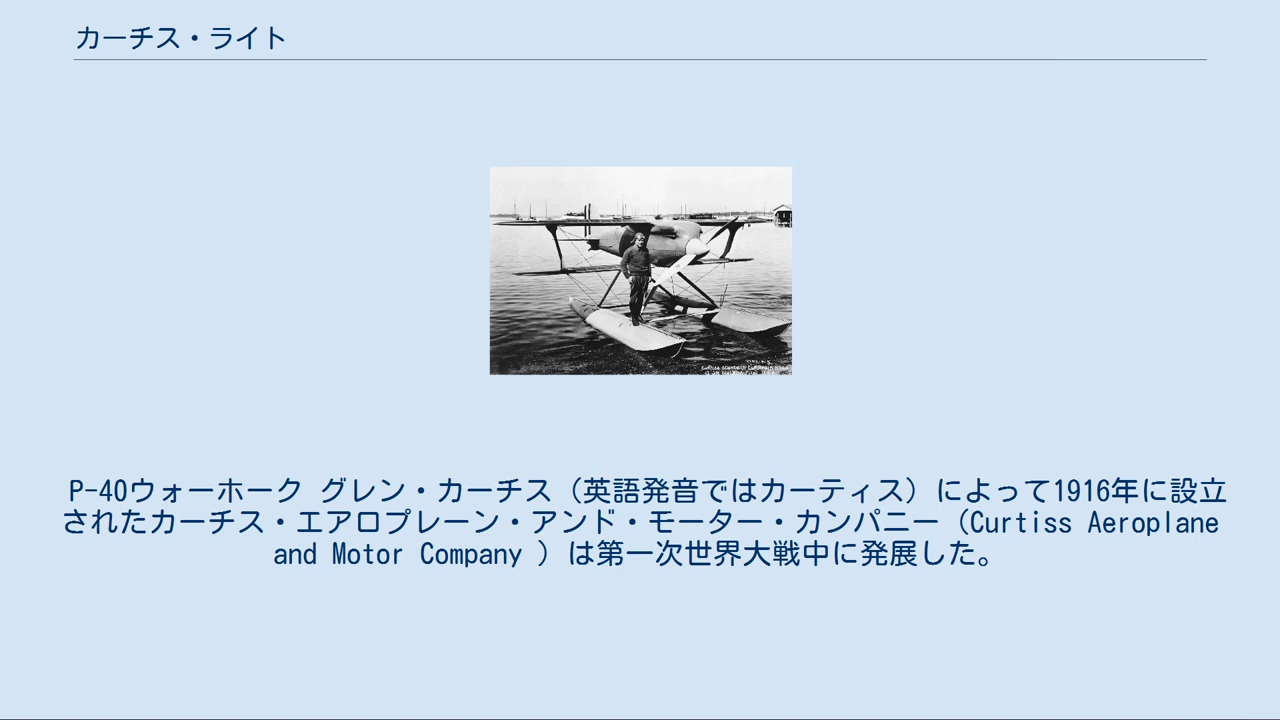 カーチス・ライト
P-40ウォーホーク グレン・カーチス（英語発音ではカーティス）によって1916年に設立
されたカーチス・エアロプレーン・アンド・モーター・カンパニー（Curtiss Aeroplane
and Motor Company ）は第一次世界大戦中に発展した。